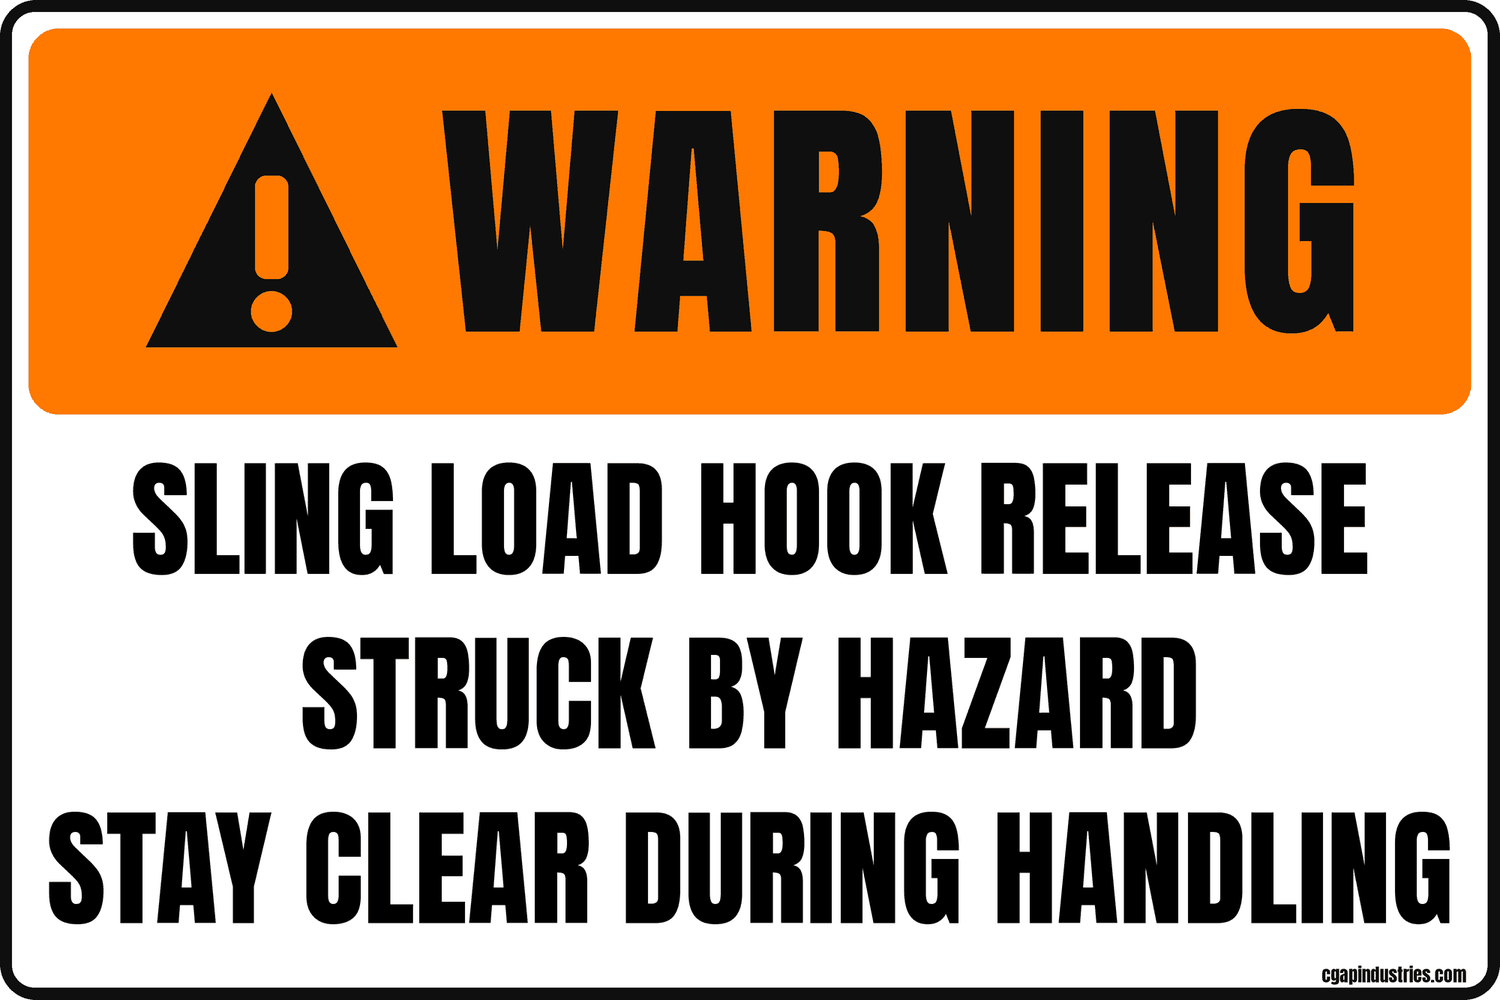 WARNING
SLING LOAD HOOK RELEASE
STRUCK BY HAZARD
STAY CLEAR DURING HANDLING
cgapindustries.com